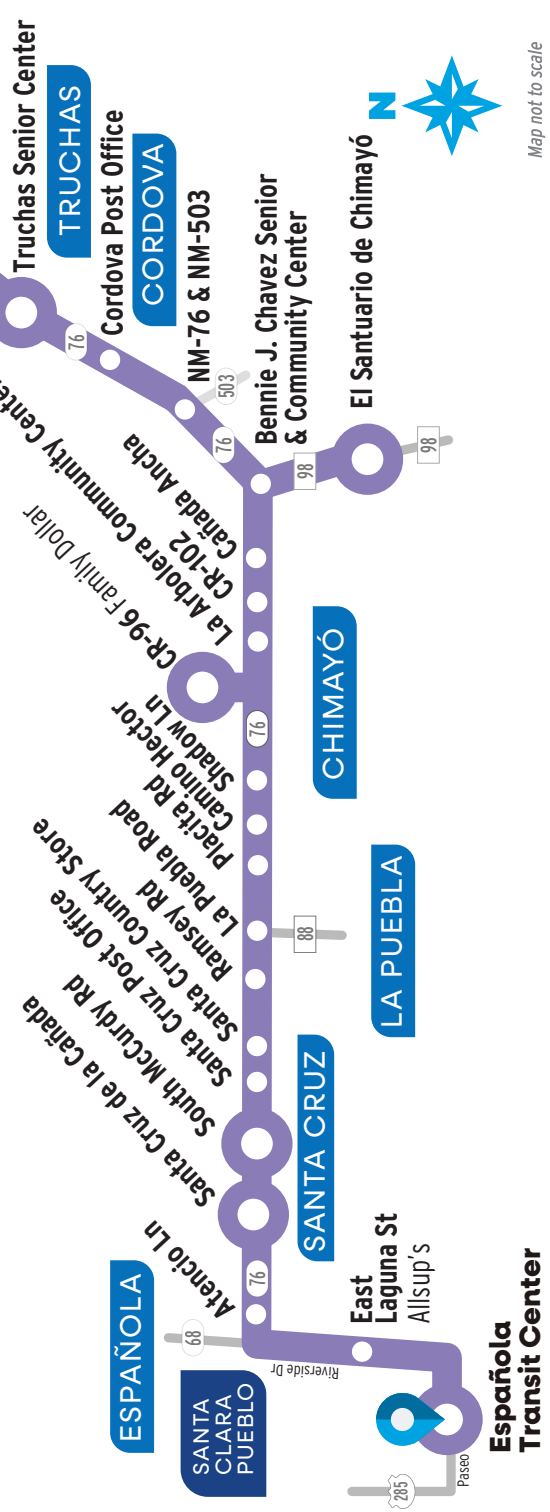 Truchas Senior Center
TRUCHAS
76
Cordova Post Office
CORDOVA
NM-76 & NM-503
503
76
Bennie J. Chavez Senior
& Community Center
98
El Santuario de Chimayó
98
N
Map not to scale
Cañada Ancha
CR-102
La Arbolera Community Center
CR-96 Family Dollar
76
CHIMAYÓ
Shadow Ln
Camino Hector
Placita Rd
La Puebla Road
88
LA PUEBLA
Ramsey Rd
Santa Cruz Country Store
Santa Cruz Post Office
South McCurdy Rd
Santa Cruz de la Cañada
SANTA CRUZ
76
Atencio Ln
68
ESPAÑOLA
SANTA
CLARA
PUEBLO
Riverside Dr
East
Laguna St
Allsup's
285
Paseo
Española
Transit Center